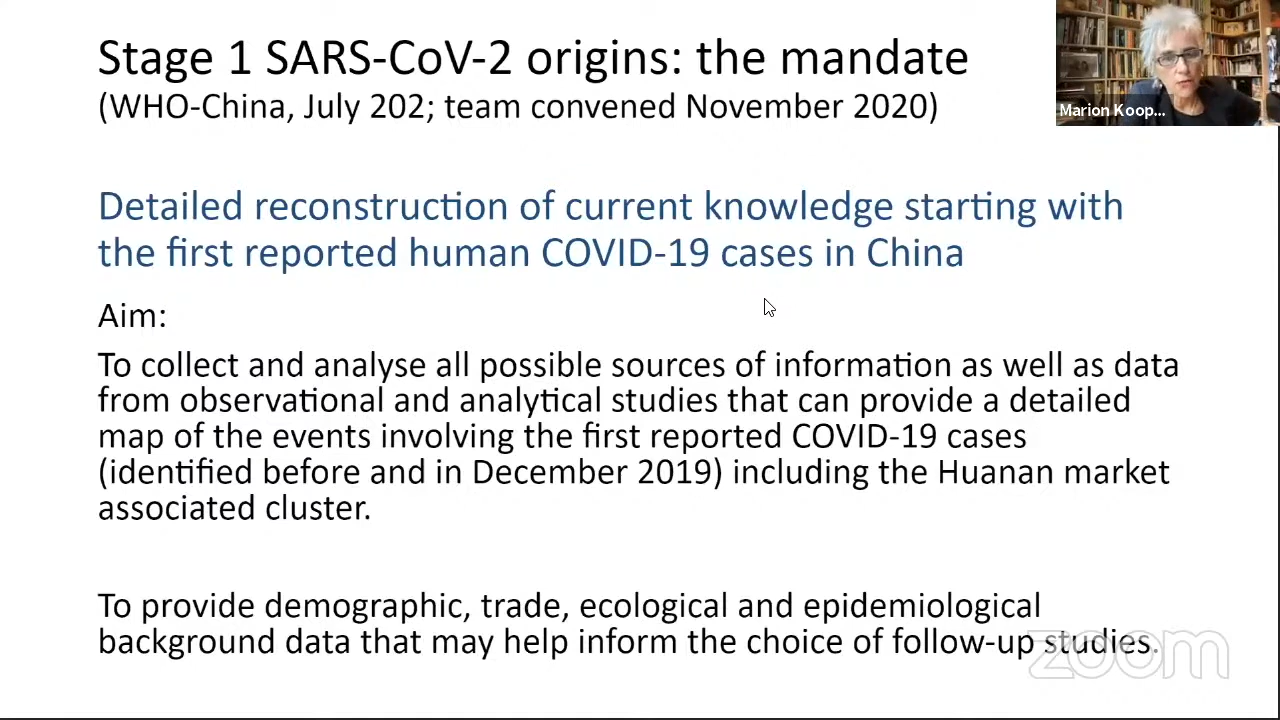 Stage 1 SARS-CoV-2 origins: the mandate
(WHO-China, July 202; team convened November 2020)
Marion Koop...
Detailed reconstruction of current knowledge starting with
the first reported human COVID-19 cases in China
Aim:
To collect and analyse all possible sources of information as well as data
from observational and analytical studies that can provide a detailed
map of the events involving the first reported COVID-19 cases
(identified before and in December 2019) including the Huanan market
associated cluster.
To provide demographic, trade, ecological and epidemiological
background data that may help inform the choice of follow-up studies.
zoom